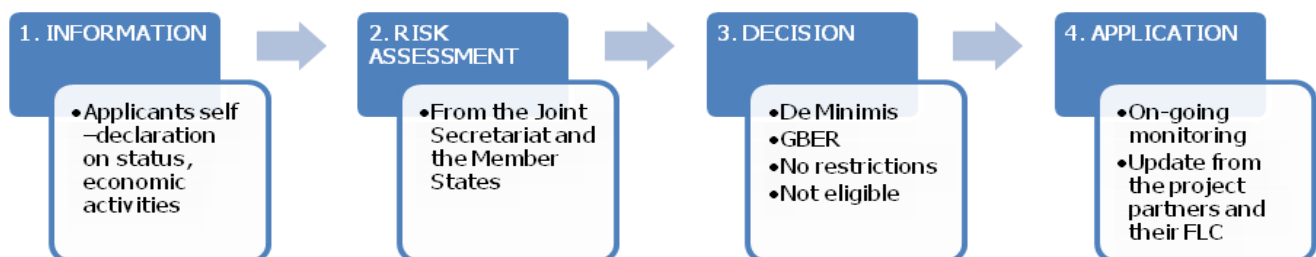 1. INFORMATION
•Applicants self
–declaration
on status,
economic
activities
2. RISK
ASSESSMENT
•From the Joint
Secretariat and
the Member
States
3. DECISION
•De Minimis
•GBER
•No restrictions
•Not eligible
4. APPLICATION
•On-going
monitoring
•Update from
the project
partners and
their FLC